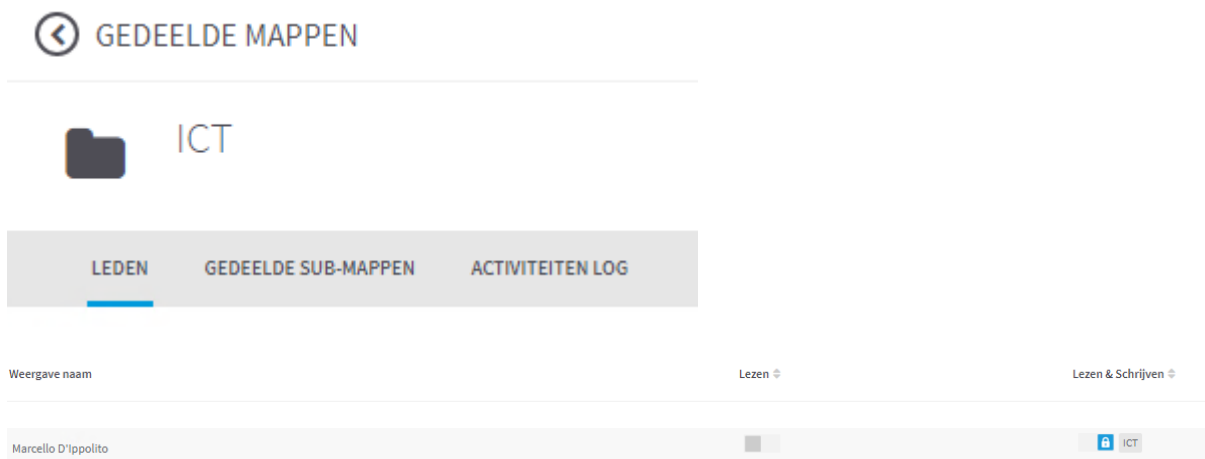 GEDEELDE MAPPEN
ICT
LEDEN GEDEELDE SUB-MAPPEN ACTIVITEITEN LOG
Weergave naam Lezen Lezen & Schrijven
Marcello D'Ippolito ICT